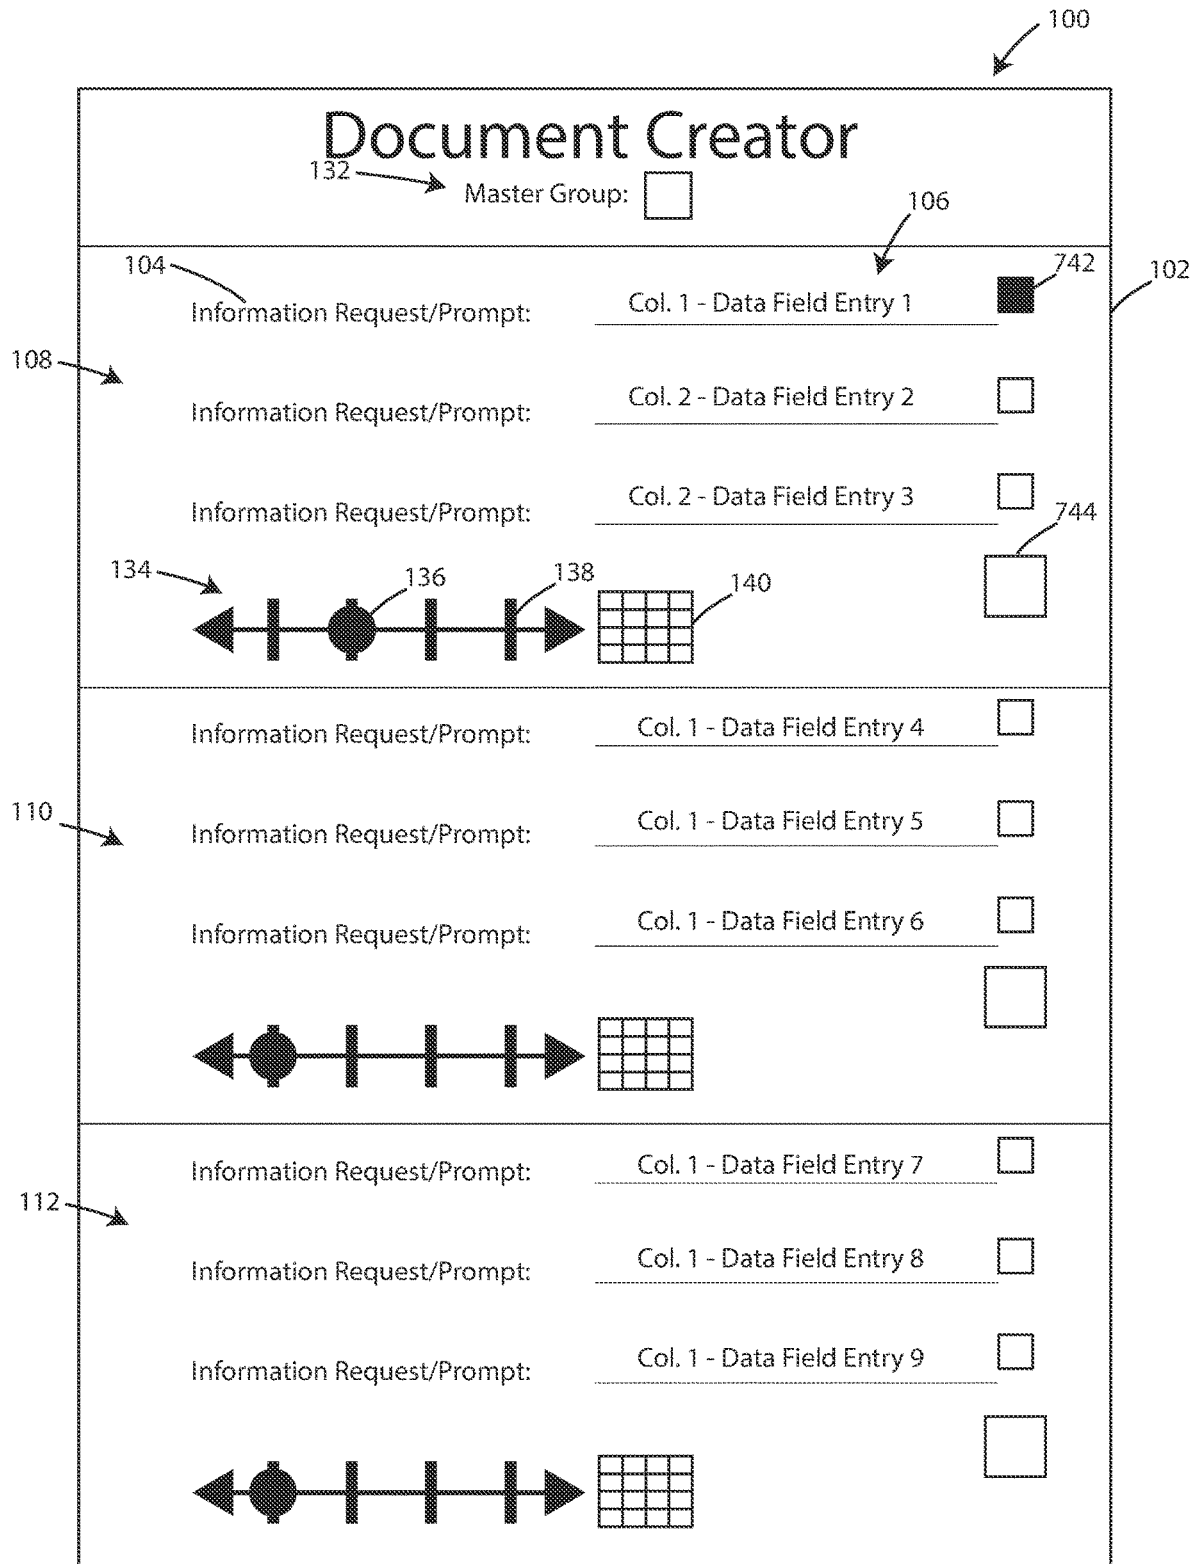 100
Document Creator
132
Master Group:
106
104
742
102
Information Request/Prompt: Col. 1 - Data Field Entry 1
108
Information Request/Prompt: Col. 2 - Data Field Entry 2
Information Request/Prompt: Col. 2 - Data Field Entry 3
744
134
136
138
140
Information Request/Prompt: Col. 1 - Data Field Entry 4
110
Information Request/Prompt: Col. 1 - Data Field Entry 5
Information Request/Prompt: Col. 1 - Data Field Entry 6
Information Request/Prompt: Col. 1 - Data Field Entry 7
112
Information Request/Prompt: Col. 1 - Data Field Entry 8
Information Request/Prompt: Col. 1 - Data Field Entry 9